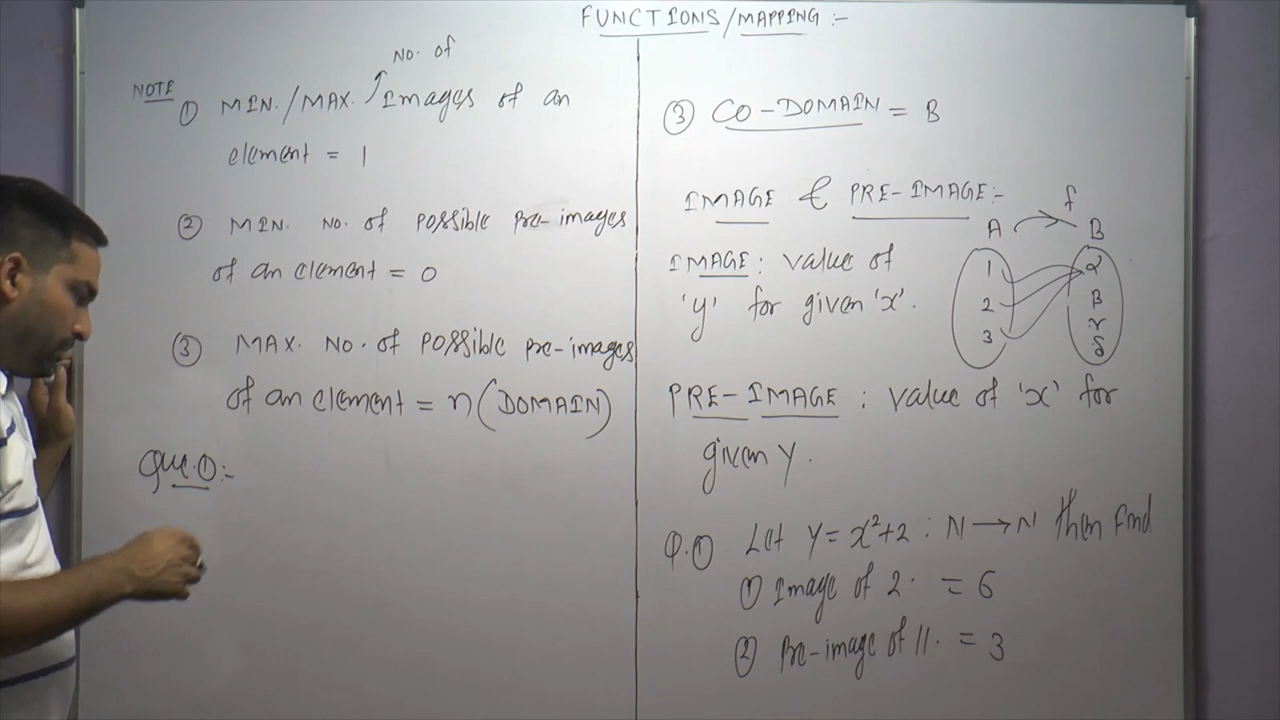 FUNCTIONS/MAPPING :-
NO. of
NOTE ① MIN./MAX. Images of an
element = 1
② MIN. NO. of possible pre-images
of an element = 0
③ MAX. NO. of possible pre-images
of an element = n(DOMAIN)
Que.①:-
③ CO-DOMAIN = B
IMAGE & PRE-IMAGE:-
f
A B
IMAGE: value of
'y' for given 'x'.
1 α
2 β
3 γ
δ
PRE-IMAGE : value of 'x' for
given y.
Q.① Let y = x²+2 : N → N then find
① Image of 2. = 6
② Pre-image of 11. = 3